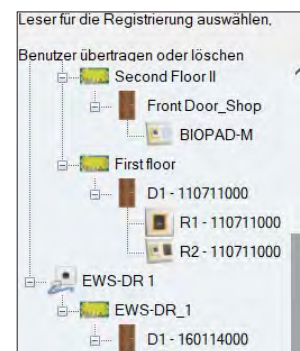 Leser für die Registrierung auswählen,
Benutzer übertragen oder löschen
Second Floor II
Front Door_Shop
BIOPAD-M
First floor
D1 - 110711000
R1 - 110711000
R2 - 110711000
EWS-DR 1
EWS-DR_1
D1 - 160114000